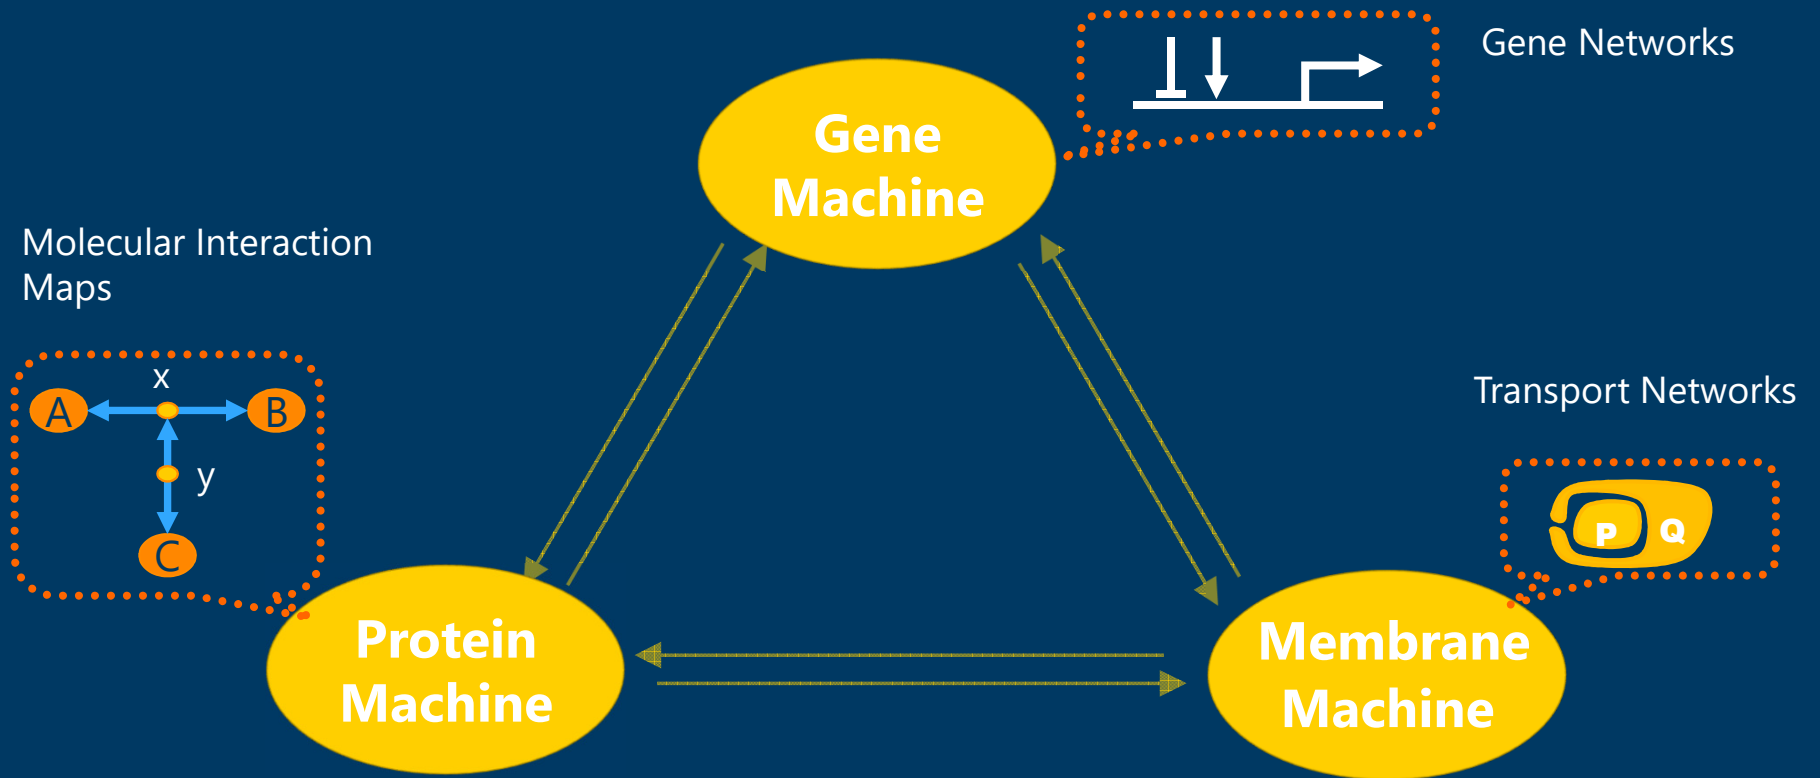 Gene Networks
Gene
Machine
Molecular Interaction
Maps
x
A
B
y
C
Transport Networks
P Q
Protein
Machine
Membrane
Machine